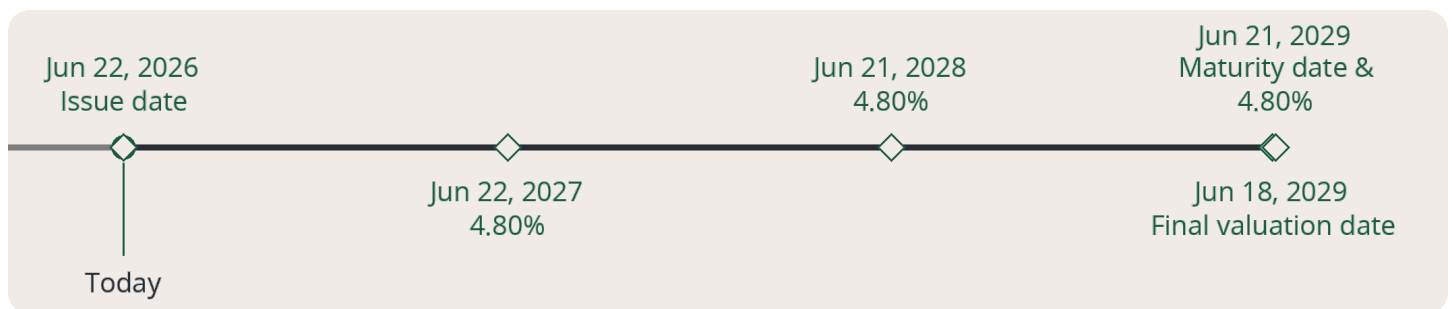 Jun 22, 2026
Issue date
Today
Jun 22, 2027
4.80%
Jun 21, 2028
4.80%
Jun 21, 2029
Maturity date &
4.80%
Jun 18, 2029
Final valuation date